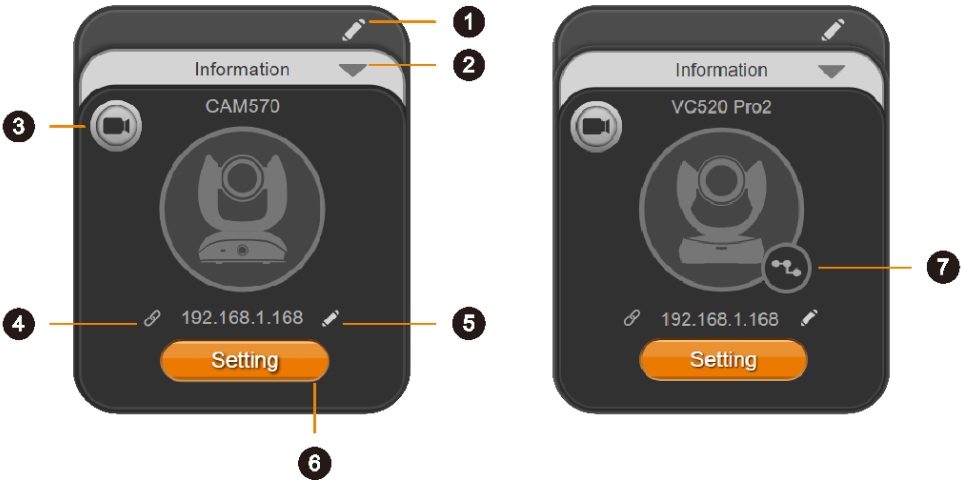 1
2
Information
Information
CAM570
VC520 Pro2
3
7
4
192.168.1.168
5
192.168.1.168
Setting
Setting
6